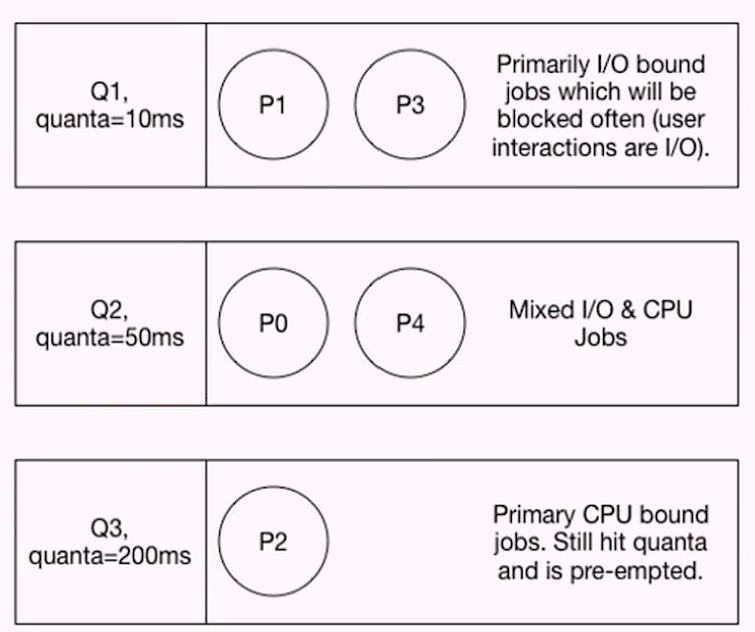 Q1,
quanta=10ms
P1
P3
Primarily I/O bound
jobs which will be
blocked often (user
interactions are I/O).
Q2,
quanta=50ms
P0
P4
Mixed I/O & CPU
Jobs
Q3,
quanta=200ms
P2
Primary CPU bound
jobs. Still hit quanta
and is pre-empted.